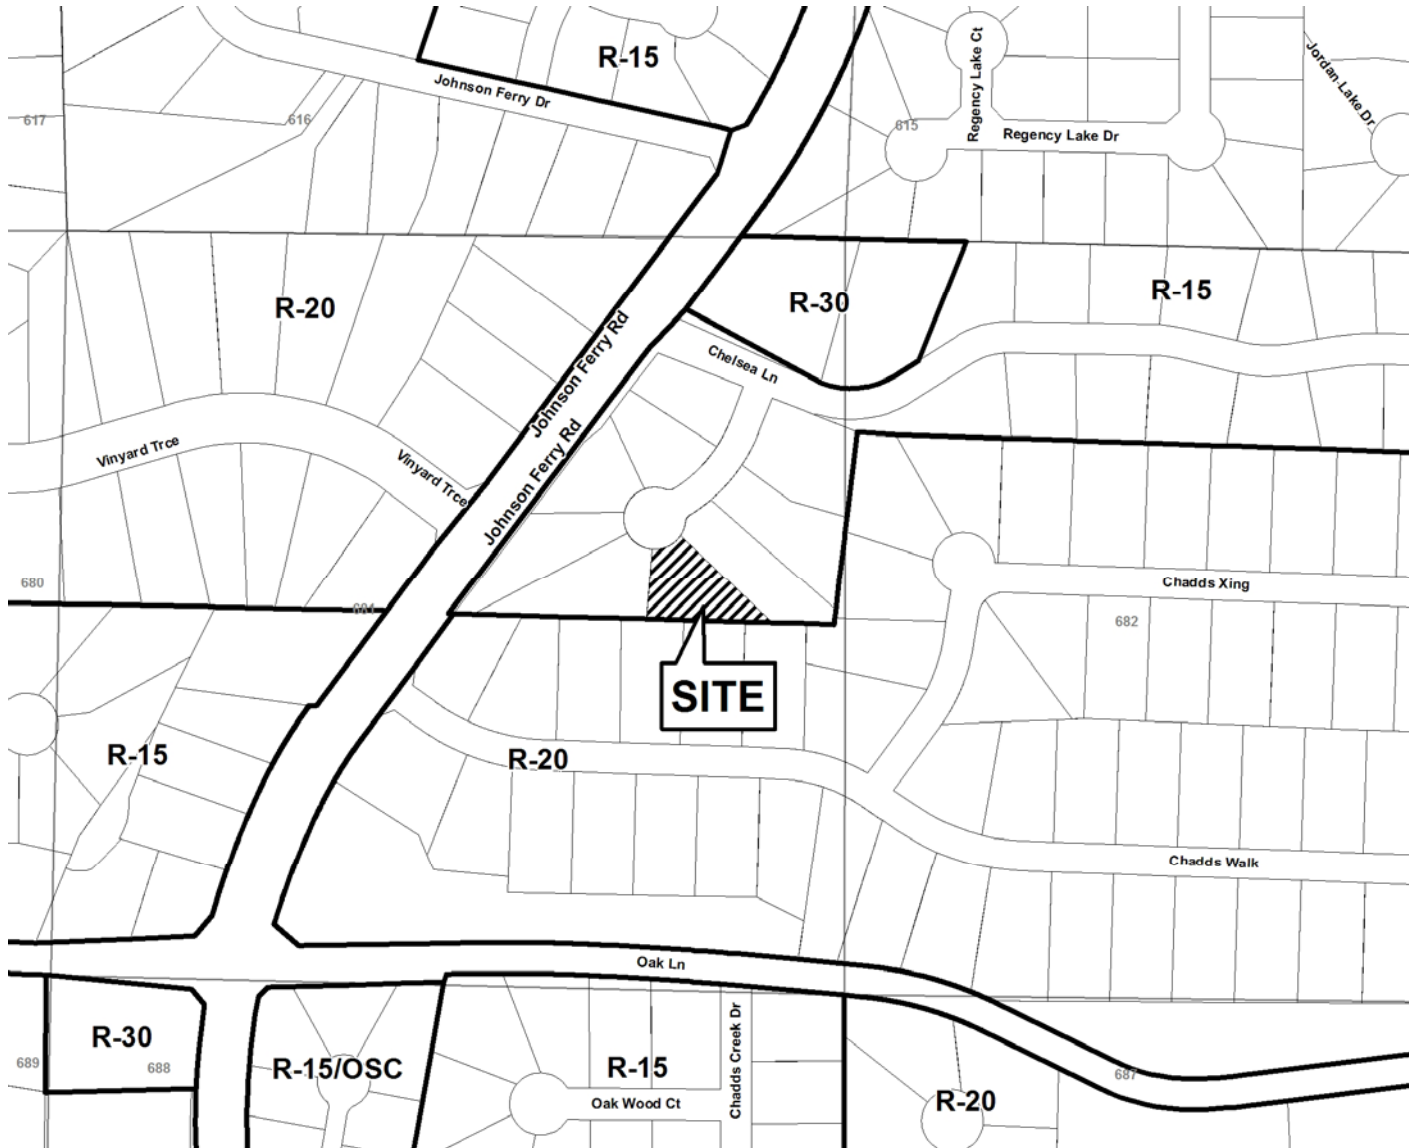 R-15
Johnson Ferry Dr
617
616
615
Regency Lake Ct
Regency Lake Dr
Jordan Lake Dr
R-20
R-30
R-15
Johnson Ferry Rd
Chelsea Ln
Johnson Ferry Rd
Vinyard Trce
Vinyard Trce
680
681
Chadds Xing
682
SITE
R-15
R-20
Chadds Walk
Oak Ln
R-30
689
688
R-15/OSC
R-15
Oak Wood Ct
Chadds Creek Dr
687
R-20